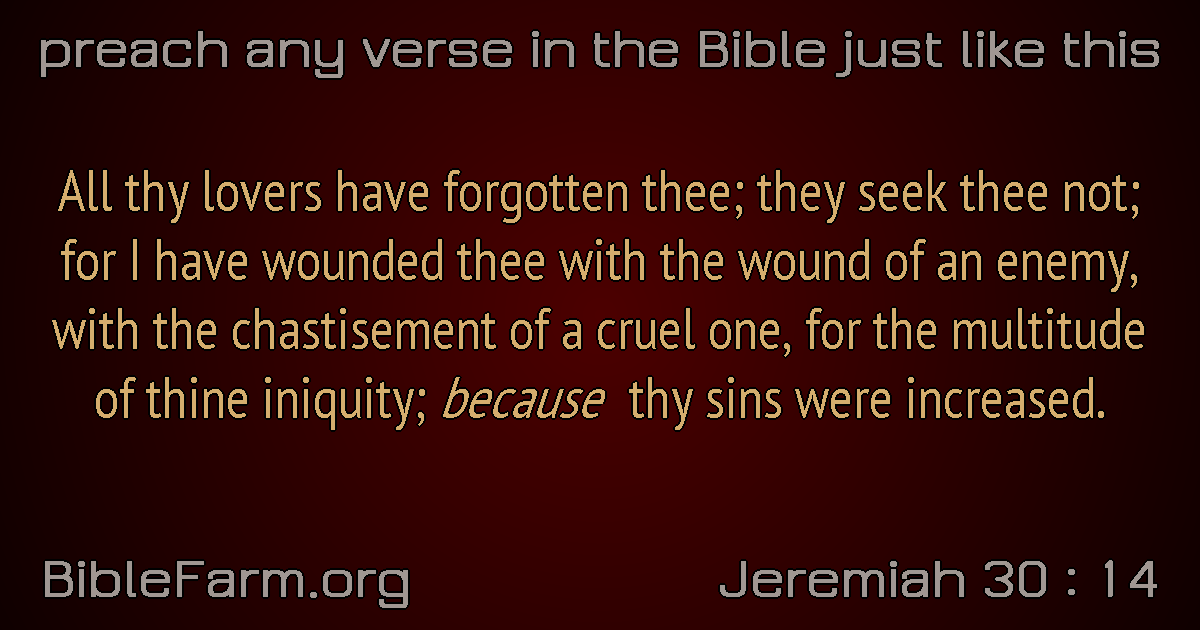 preach any verse in the Bible just like this
All thy lovers have forgotten thee; they seek thee not;
for I have wounded thee with the wound of an enemy,
with the chastisement of a cruel one, for the multitude
of thine iniquity; because thy sins were increased.
BibleFarm.org
Jeremiah 30 : 14